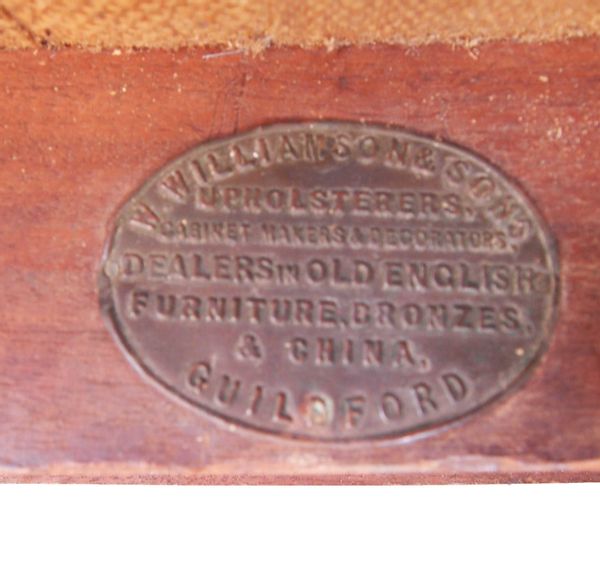 W. WILLIAMSON & SONS
UPHOLSTERERS,
CABINET MAKERS & DECORATORS.
DEALERS IN OLD ENGLISH
FURNITURE, BRONZES,
& CHINA,
GUILDFORD